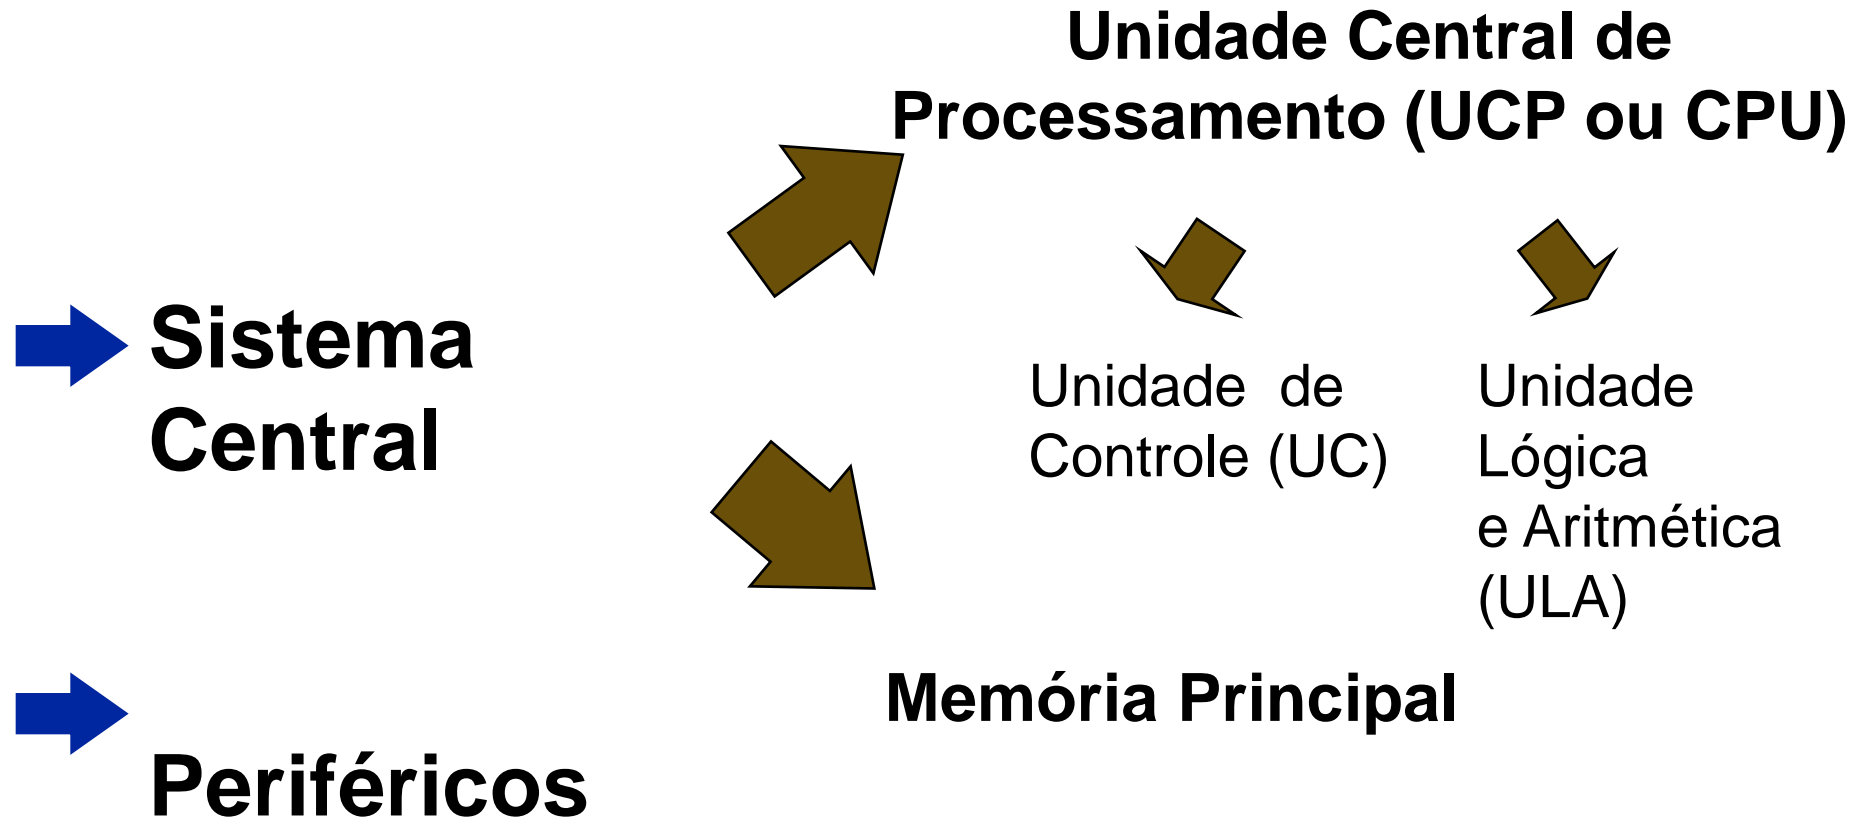 Unidade Central de
Processamento (UCP ou CPU)
Sistema
Central
Unidade de
Controle (UC)
Unidade
Lógica
e Aritmética
(ULA)
Memória Principal
Periféricos